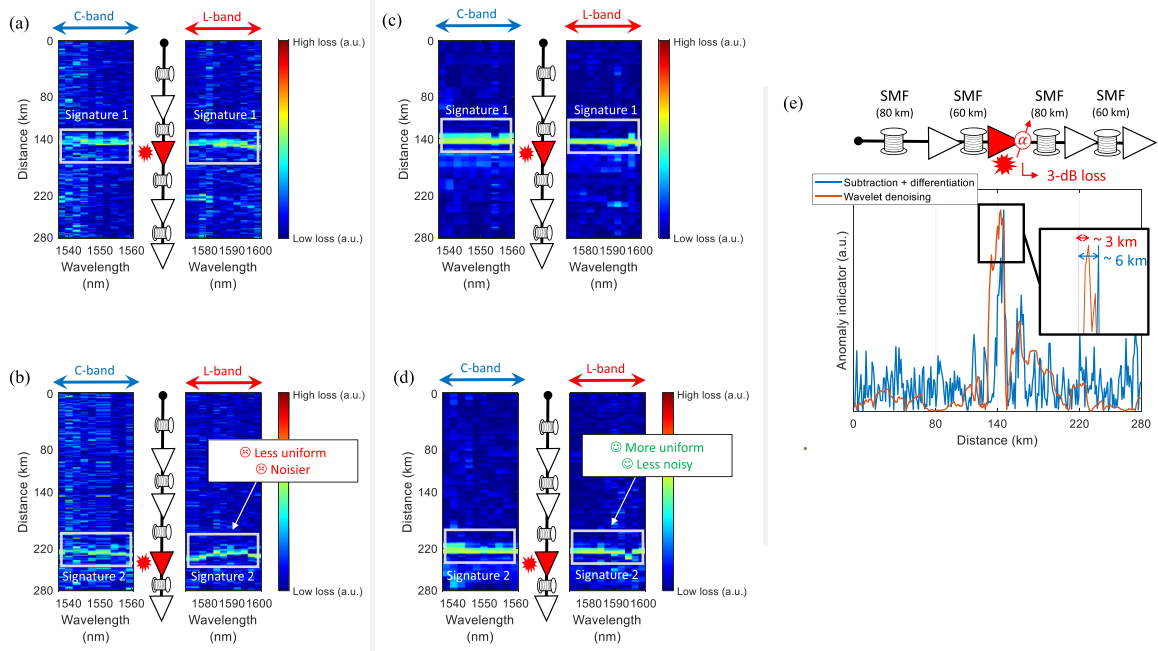 (a)
C-band
L-band
High loss (a.u.)
0
80
140
220
280
Distance (km)
Signature 1
Signature 1
Low loss (a.u.)
1540 1550 1560
1580 1590 1600
Wavelength
(nm)
Wavelength
(nm)
(b)
C-band
L-band
High loss (a.u.)
0
80
140
220
280
Distance (km)
☹ Less uniform
☹ Noisier
Signature 2
Signature 2
Low loss (a.u.)
1540 1550 1560
1580 1590 1600
Wavelength
(nm)
Wavelength
(nm)
(c)
C-band
L-band
High loss (a.u.)
0
80
140
220
280
Distance (km)
Signature 1
Signature 1
Low loss (a.u.)
1540 1550 1560
1580 1590 1600
Wavelength
(nm)
Wavelength
(nm)
(d)
C-band
L-band
High loss (a.u.)
0
80
140
220
280
Distance (km)
☺ More uniform
☺ Less noisy
Signature 2
Signature 2
Low loss (a.u.)
1540 1550 1560
1580 1590 1600
Wavelength
(nm)
Wavelength
(nm)
(e)
SMF SMF SMF SMF
(80 km) (60 km) (80 km) (60 km)
α
3-dB loss
Subtraction + differentiation
Wavelet denoising
~ 3 km
~ 6 km
Anomaly indicator (a.u.)
0 80 140 220 280
Distance (km)